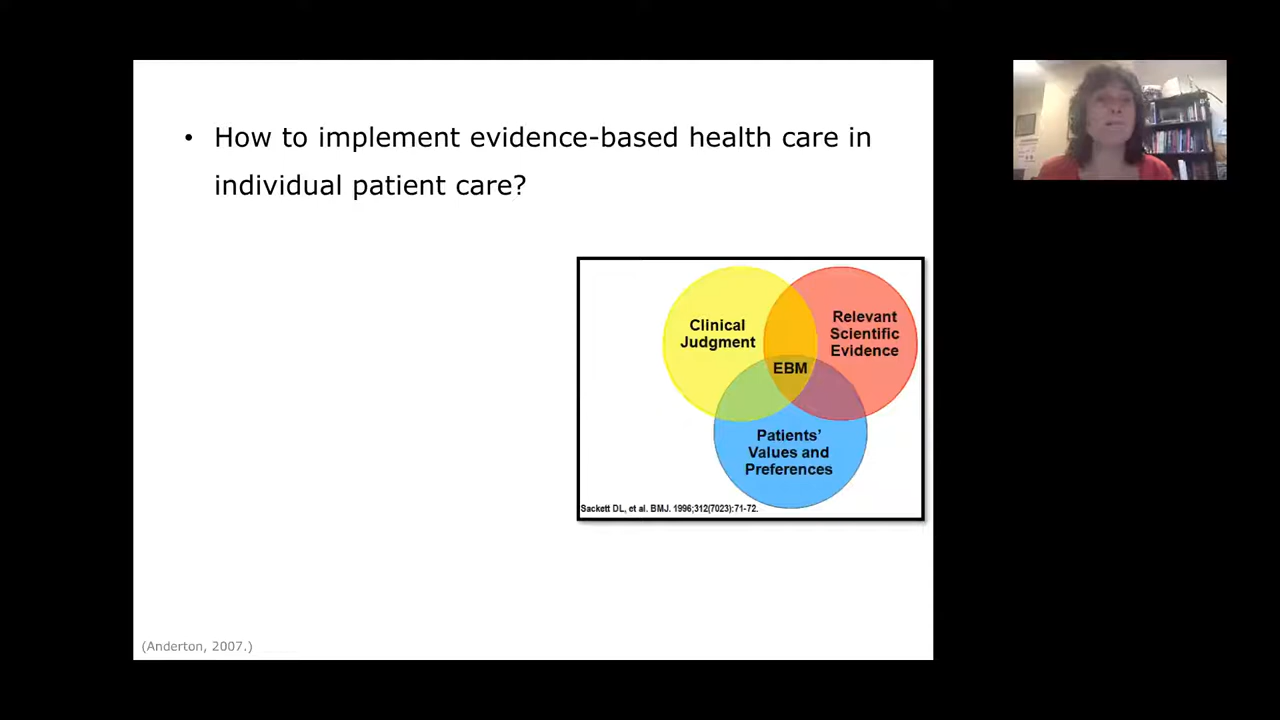 • How to implement evidence-based health care in
individual patient care?
Clinical
Judgment
Relevant
Scientific
Evidence
EBM
Patients’
Values and
Preferences
Sackett DL, et al. BMJ. 1996;312(7023):71-72.
(Anderton, 2007.)